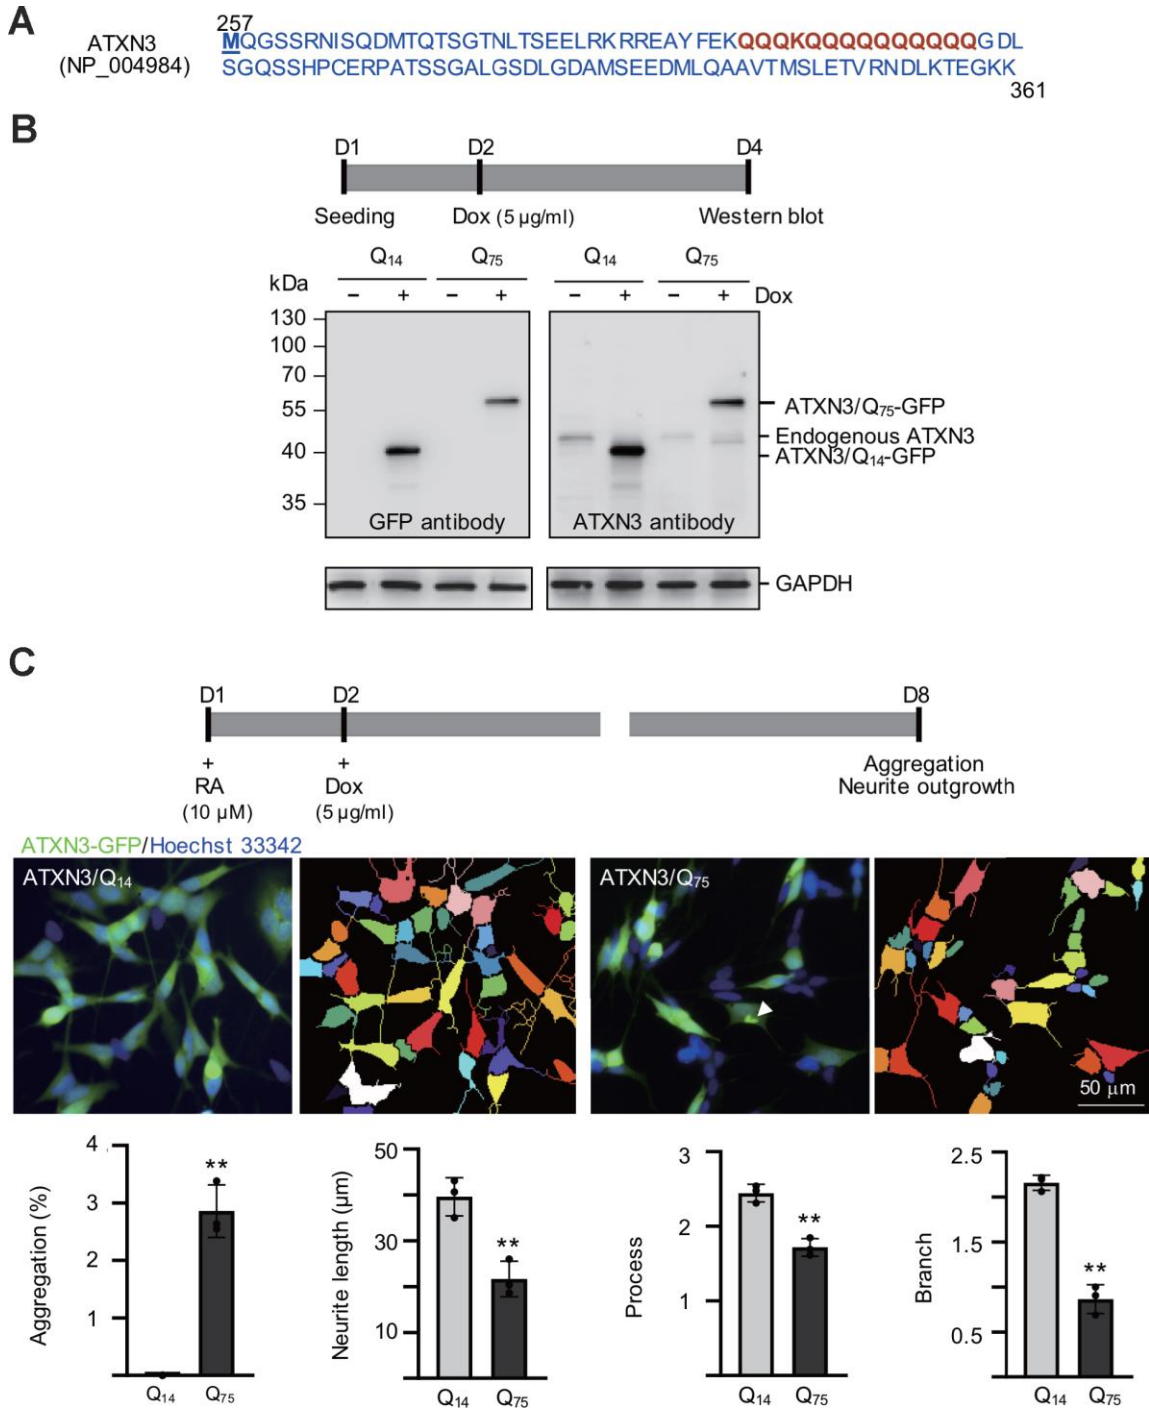 A
257
ATXN3
(NP_004984)
MQGSSRNISQDMTQTSGTNLTSEELRKRREAYFEKQQQKQQQQQQQQQQGDL
SGQSSHPCERPATSSGALGSDLGDAMSEEDMLQAAVTMSLETVRNDLKTEGKK
361
B
D1 D2 D4
Seeding Dox (5 µg/ml) Western blot
Q14 Q75 Q14 Q75
kDa
– + – + – + – + Dox
130
100
70
55
40
35
ATXN3/Q75-GFP
Endogenous ATXN3
ATXN3/Q14-GFP
GFP antibody ATXN3 antibody
GAPDH
C
D1 D2 D8
+ +
RA Dox
(10 µM) (5 µg/ml)
Aggregation
Neurite outgrowth
ATXN3-GFP/Hoechst 33342
ATXN3/Q14 ATXN3/Q75
50 µm
Aggregation (%)
4
3
2
1
**
Q14 Q75
Neurite length (µm)
50
30
10
**
Q14 Q75
Process
3
2
1
**
Q14 Q75
Branch
2.5
1.5
0.5
**
Q14 Q75